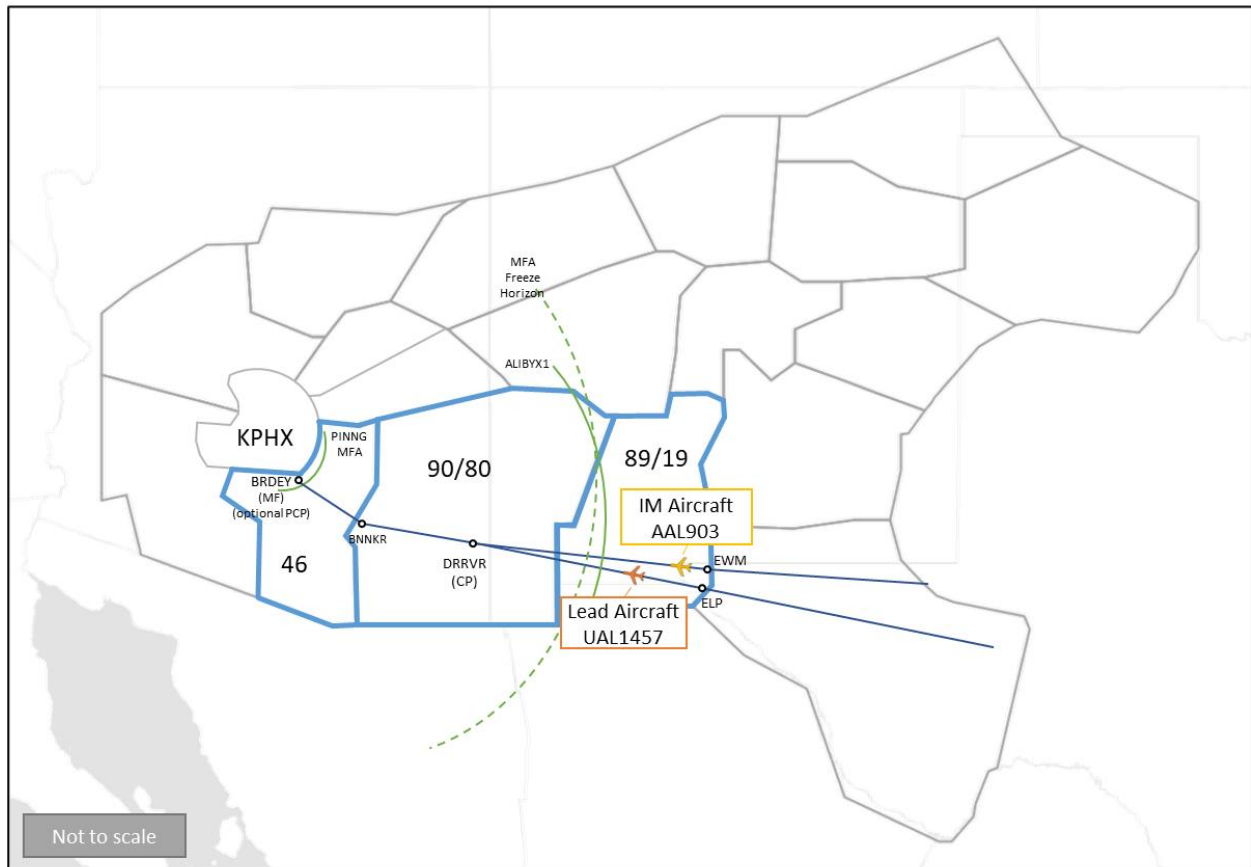 MFA
Freeze
Horizon
ALIBYX1
KPHX
PINNG
MFA
90/80
89/19
BRDEY
(MF)
(optional PCP)
IM Aircraft
AAL903
BNNKR
46
DRRVR
(CP)
EWM
ELP
Lead Aircraft
UAL1457
Not to scale